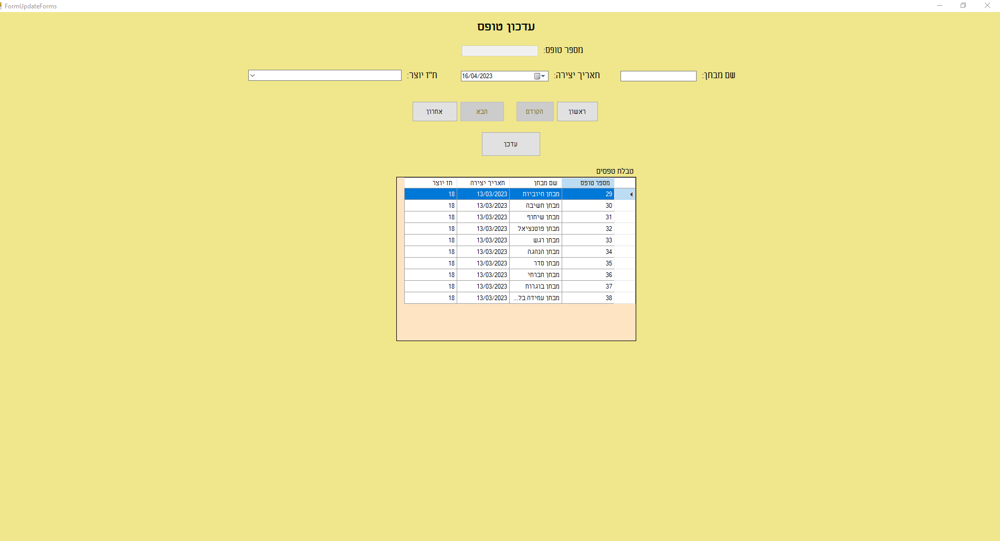 FormUpdateForms
עדכון טופס
מספר טופס:
שם מבחן: תאריך יצירה: 16/04/2023 ת"ז יוצר:
ראשון הקודם הבא אחרון
עדכן
טבלת טפסים
מספר טופס שם מבחן תאריך יצירה תז יוצר
29 מבחן חיוביות 13/03/2023 18
30 מבחן חשיבה 13/03/2023 18
31 מבחן שיתוף 13/03/2023 18
32 מבחן פוטנציאל 13/03/2023 18
33 מבחן רגש 13/03/2023 18
34 מבחן הנהגה 13/03/2023 18
35 מבחן סדר 13/03/2023 18
36 מבחן חברתי 13/03/2023 18
37 מבחן בוגרות 13/03/2023 18
38 מבחן עמידה בל... 13/03/2023 18